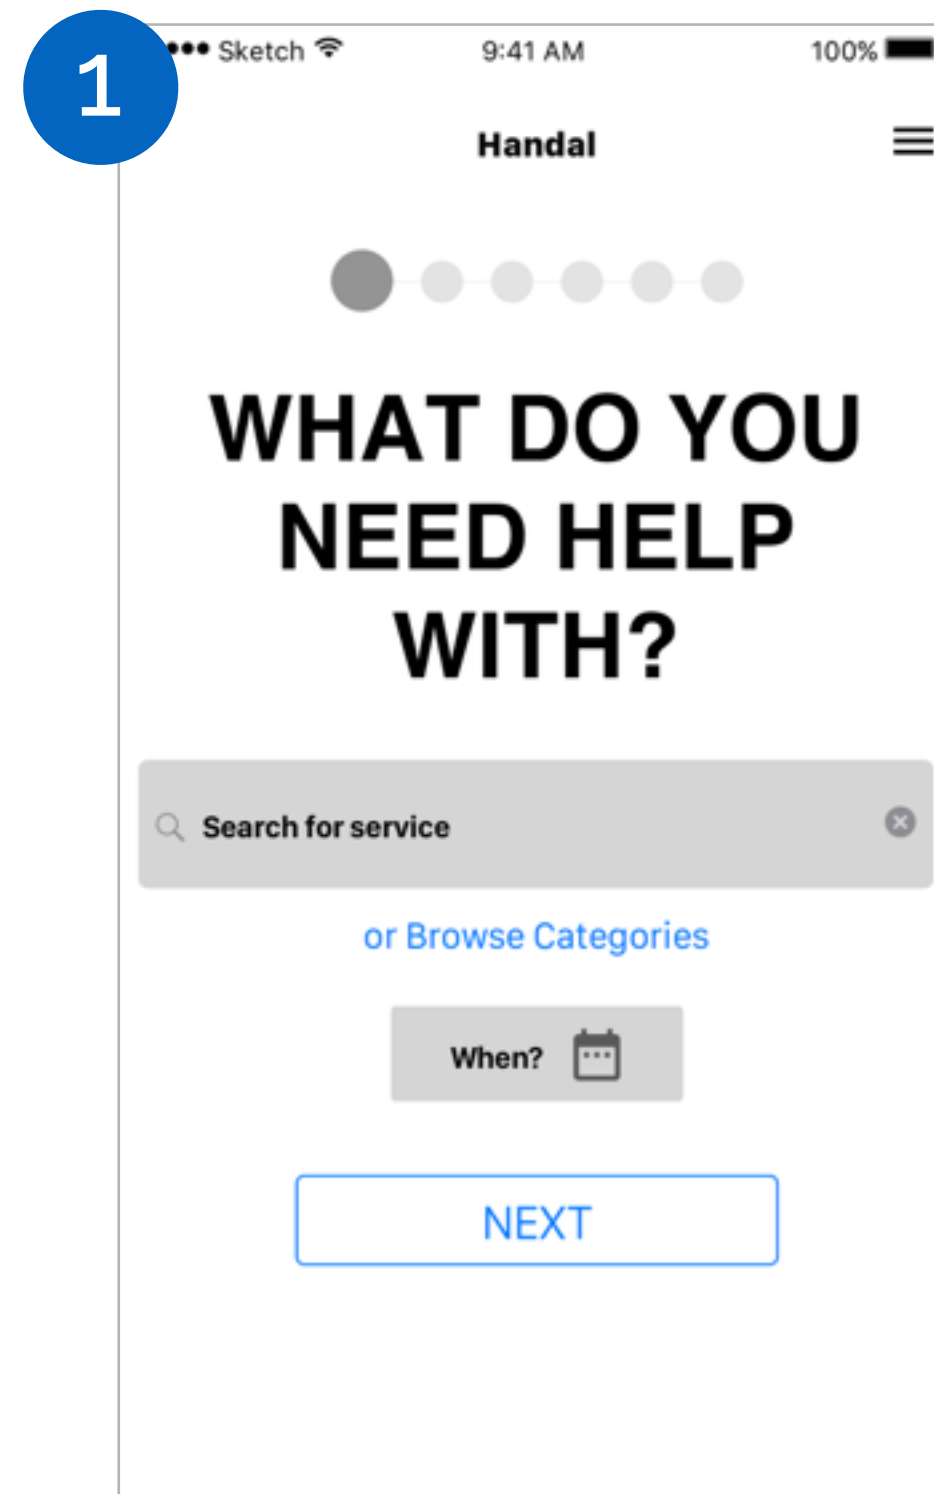 1
Sketch 9:41 AM 100%
Handal
WHAT DO YOU
NEED HELP
WITH?
Search for service
or Browse Categories
When?
NEXT